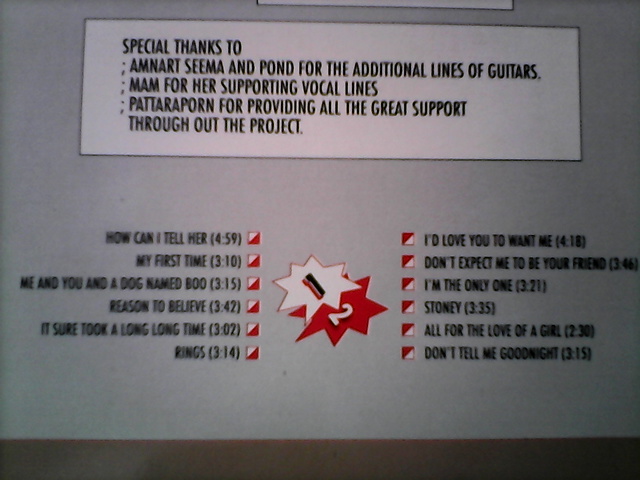 SPECIAL THANKS TO
; AMNART SEEMA AND POND FOR THE ADDITIONAL LINES OF GUITARS.
; MAM FOR HER SUPPORTING VOCAL LINES
; PATTARAPORN FOR PROVIDING ALL THE GREAT SUPPORT
THROUGH OUT THE PROJECT.
HOW CAN I TELL HER (4:59)
MY FIRST TIME (3:10)
ME AND YOU AND A DOG NAMED BOO (3:15)
REASON TO BELIEVE (3:42)
IT SURE TOOK A LONG LONG TIME (3:02)
RINGS (3:14)
1
2
I'D LOVE YOU TO WANT ME (4:18)
DON'T EXPECT ME TO BE YOUR FRIEND (3:46)
I'M THE ONLY ONE (3:21)
STONEY (3:35)
ALL FOR THE LOVE OF A GIRL (2:30)
DON'T TELL ME GOODNIGHT (3:15)